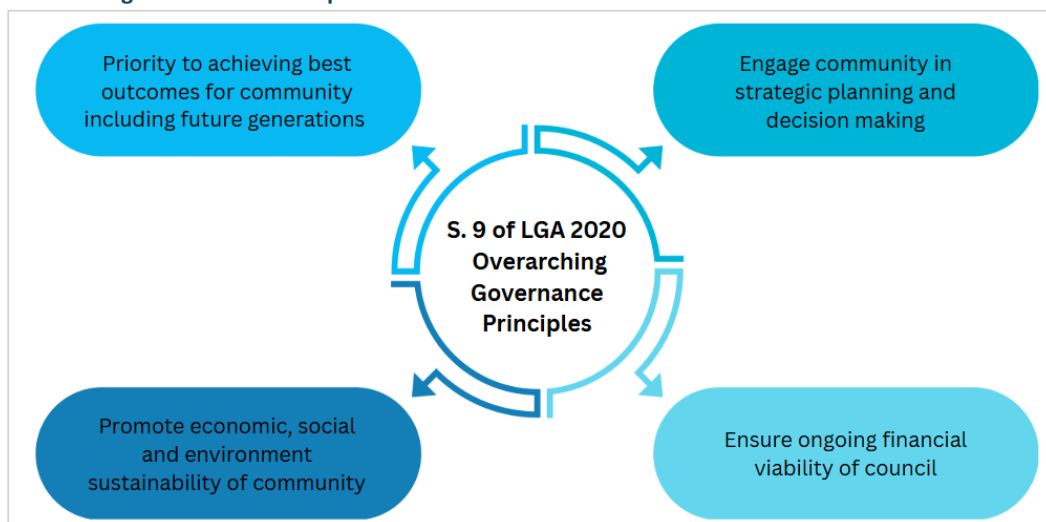 Priority to achieving best
outcomes for community
including future generations
Engage community in
strategic planning and
decision making
S. 9 of LGA 2020
Overarching
Governance
Principles
Promote economic, social
and environment
sustainability of community
Ensure ongoing financial
viability of council